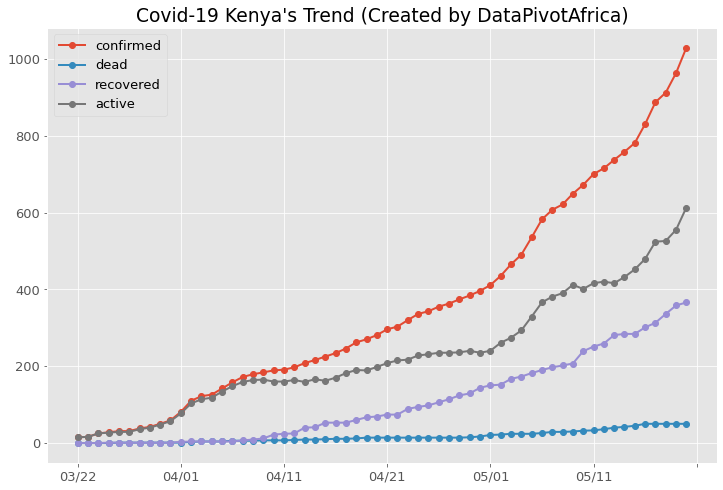 Covid-19 Kenya's Trend (Created by DataPivotAfrica)
confirmed
dead
recovered
active
1000
800
600
400
200
0
03/22 04/01 04/11 04/21 05/01 05/11